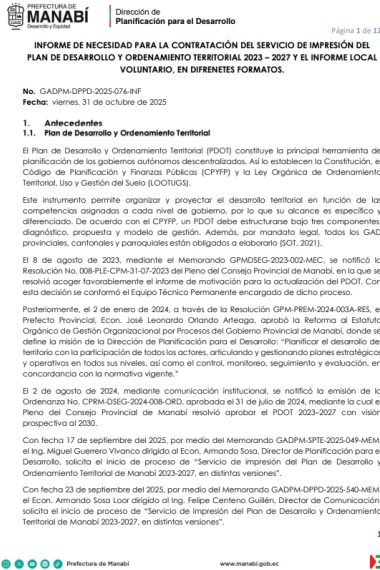 PREFECTURA DE
MANABÍ
Desarrollo y Equidad
Dirección de
Planificación para el Desarrollo
Página 1 de 12
INFORME DE NECESIDAD PARA LA CONTRATACIÓN DEL SERVICIO DE IMPRESIÓN DEL
PLAN DE DESARROLLO Y ORDENAMIENTO TERRITORIAL 2023 – 2027 Y EL INFORME LOCAL
VOLUNTARIO, EN DIFRENETES FORMATOS.
No. GADPM-DPPD-2025-076-INF
Fecha: viernes, 31 de octubre de 2025
1. Antecedentes
1.1. Plan de Desarrollo y Ordenamiento Territorial
El Plan de Desarrollo y Ordenamiento Territorial (PDOT) constituye la principal herramienta de
planificación de los gobiernos autónomos descentralizados. Así lo establecen la Constitución, el
Código de Planificación y Finanzas Públicas (CPYFP) y la Ley Orgánica de Ordenamiento
Territorial, Uso y Gestión del Suelo (LOOTUGS).
Este instrumento permite organizar y proyectar el desarrollo territorial en función de las
competencias asignadas a cada nivel de gobierno, por lo que su alcance es específico y
diferenciado. De acuerdo con el CPYFP, un PDOT debe estructurarse bajo tres componentes:
diagnóstico, propuesta y modelo de gestión. Además, por mandato legal, todos los GAD
provinciales, cantonales y parroquiales están obligados a elaborarlo (SOT, 2021).
El 8 de agosto de 2023, mediante el Memorando GPMDSEG-2023-002-MEC, se notificó la
Resolución No. 008-PLE-CPM-31-07-2023 del Pleno del Consejo Provincial de Manabí, en la que se
resolvió acoger favorablemente el informe de motivación para la actualización del PDOT. Con
esta decisión se conformó el Equipo Técnico Permanente encargado de dicho proceso.
Posteriormente, el 2 de enero de 2024, a través de la Resolución GPM-PREM-2024-003A-RES, el
Prefecto Provincial, Econ. José Leonardo Orlando Arteaga, aprobó la Reforma al Estatuto
Orgánico de Gestión Organizacional por Procesos del Gobierno Provincial de Manabí, donde se
define la misión de la Dirección de Planificación para el Desarrollo: “Planificar el desarrollo del
territorio con la participación de todos los actores, articulando y gestionando planes estratégicos
y operativos en todos sus niveles, así como el control, monitoreo, seguimiento y evaluación, en
concordancia con la normativa vigente.”
El 2 de agosto de 2024, mediante comunicación institucional, se notificó la emisión de la
Ordenanza No. CPRM-DSEG-2024-008-ORD, aprobada el 31 de julio de 2024, mediante la cual el
Pleno del Consejo Provincial de Manabí resolvió aprobar el PDOT 2023–2027 con visión
prospectiva al 2030.
Con fecha 17 de septiembre del 2025, por medio del Memorando GADPM-SPTE-2025-049-MEM,
el Ing. Miguel Guerrero Vivanco dirigido al Econ. Armando Sosa, Director de Planificación para el
Desarrollo, solicita el inicio de proceso de “Servicio de impresión del Plan de Desarrollo y
Ordenamiento Territorial de Manabí 2023-2027, en distintas versiones”.
Con fecha 23 de septiembre del 2025, por medio del Memorando GADPM-DPPD-2025-540-MEM,
el Econ. Armando Sosa Loor dirigido al Ing. Felipe Centeno Guillén, Director de Comunicación,
solicita el inicio de proceso de “Servicio de impresión del Plan de Desarrollo y Ordenamiento
Territorial de Manabí 2023-2027, en distintas versiones”.
1
Prefectura de Manabí
www.manabi.gob.ec